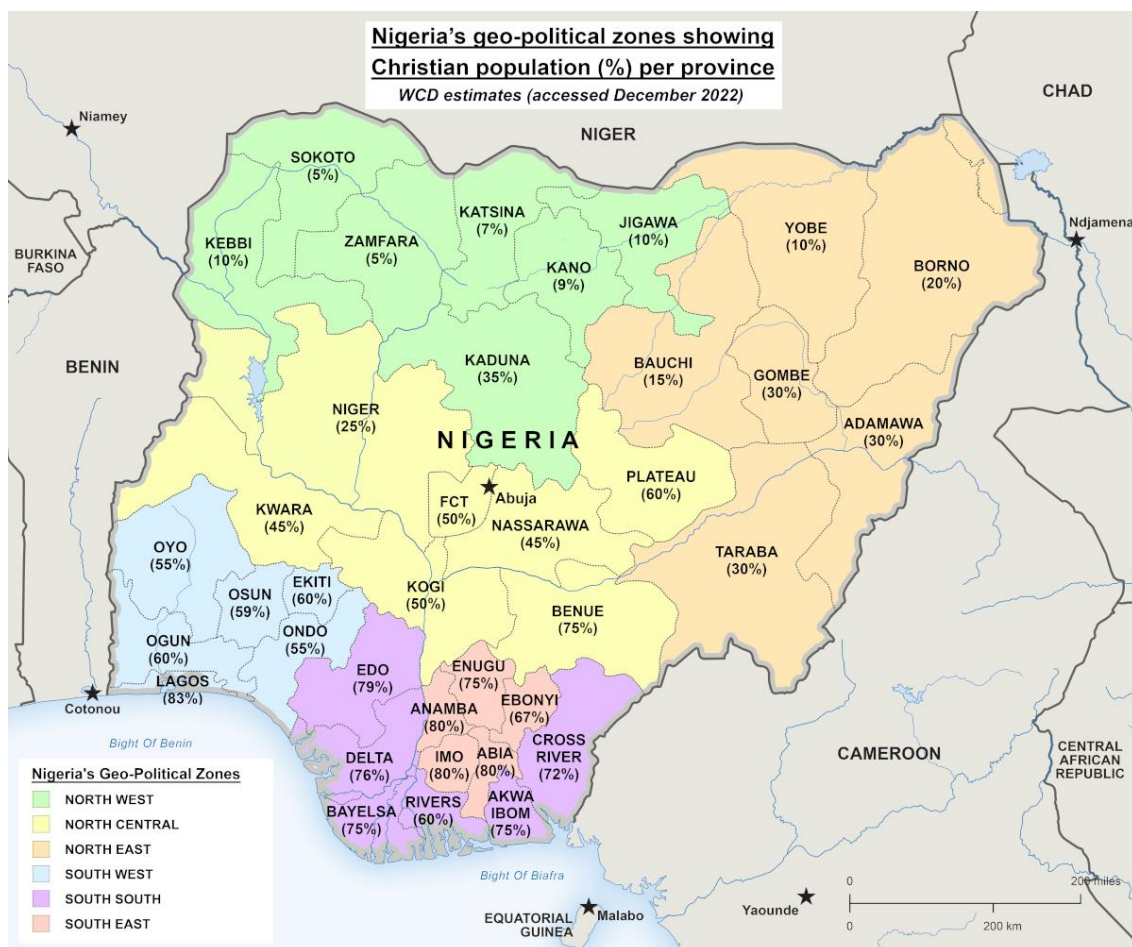 Nigeria's geo-political zones showing
Christian population (%) per province
WCD estimates (accessed December 2022)
CHAD
Niamey
NIGER
SOKOTO
(5%)
KATSINA
(7%)
JIGAWA
(10%)
YOBE
(10%)
Ndjamena
KEBBI
(10%)
ZAMFARA
(5%)
KANO
(9%)
BORNO
(20%)
BURKINA
FASO
BENIN
KADUNA
(35%)
BAUCHI
(15%)
GOMBE
(30%)
NIGER
(25%)
NIGERIA
ADAMAWA
(30%)
PLATEAU
(60%)
FCT
(50%)
Abuja
KWARA
(45%)
NASSARAWA
(45%)
OYO
(55%)
TARABA
(30%)
EKITI
(60%)
OSUN
(59%)
KOGI
(50%)
BENUE
(75%)
ONDO
(55%)
OGUN
(60%)
LAGOS
(83%)
EDO
(79%)
ENUGU
(75%)
EBONYI
(67%)
ANAMBA
(80%)
Cotonou
Bight Of Benin
DELTA
(76%)
IMO
(80%)
ABIA
(80%)
CROSS
RIVER
(72%)
CAMEROON
CENTRAL
AFRICAN
REPUBLIC
BAYELSA
(75%)
RIVERS
(60%)
AKWA
IBOM
(75%)
Nigeria's Geo-Political Zones
NORTH WEST
NORTH CENTRAL
NORTH EAST
SOUTH WEST
SOUTH SOUTH
SOUTH EAST
Bight Of Biafra
EQUATORIAL
GUINEA
Malabo
Yaounde
0
200 miles
0
200 km